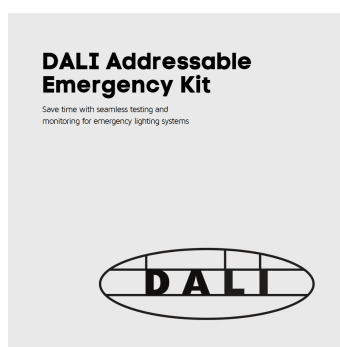 DALI Addressable
Emergency Kit
Save time with seamless testing and
monitoring for emergency lighting systems
DALI